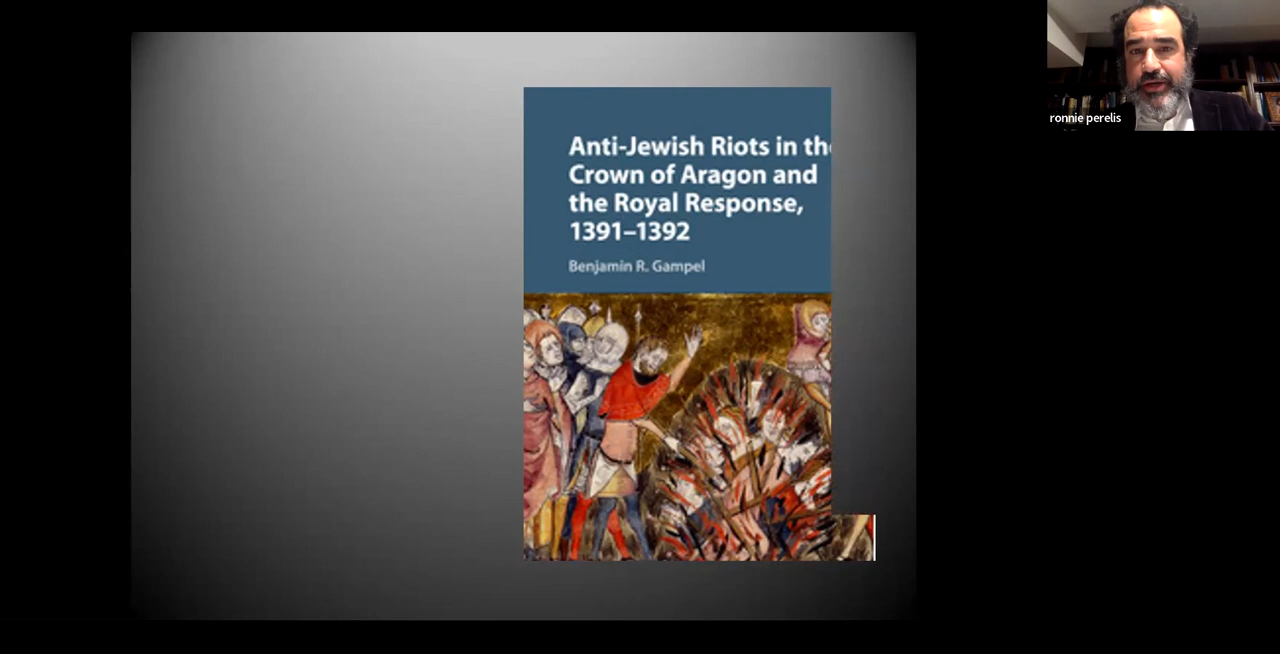 Anti-Jewish Riots in the
Crown of Aragon and
the Royal Response,
1391–1392
Benjamin R. Gampel
ronnie perelis